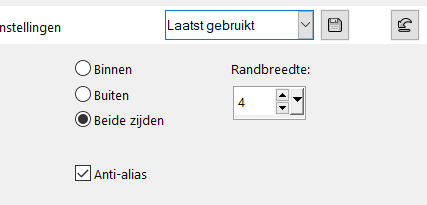 nstellingen
Laatst gebruikt
Binnen
Randbreedte:
Buiten
4
Beide zijden
Anti-alias